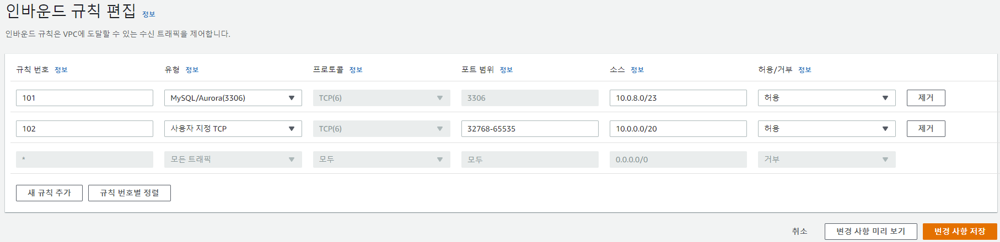 인바운드 규칙 편집 정보
인바운드 규칙은 VPC에 도달할 수 있는 수신 트래픽을 제어합니다.
규칙 번호 정보 유형 정보 프로토콜 정보 포트 범위 정보 소스 정보 허용/거부 정보
101 MySQL/Aurora(3306) TCP(6) 3306 10.0.8.0/23 허용 제거
102 사용자 지정 TCP TCP(6) 32768-65535 10.0.0.0/20 허용 제거
* 모든 트래픽 모두 모두 0.0.0.0/0 거부
새 규칙 추가 규칙 번호별 정렬
취소 변경 사항 미리 보기 변경 사항 저장